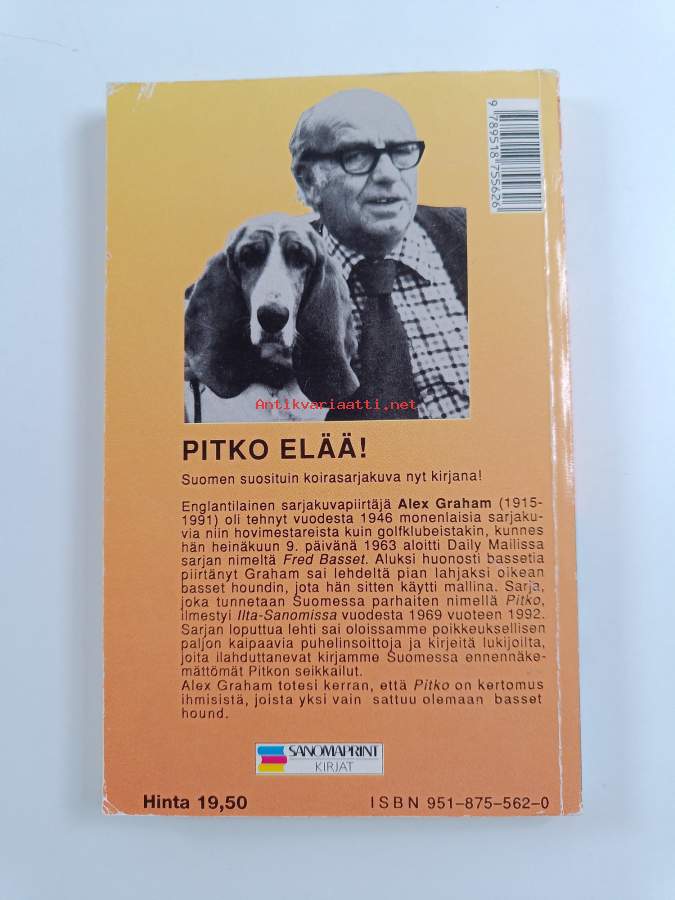 9 789518 755626
Antikvariaatti.net
PITKO ELÄÄ!
Suomen suosituin koirasarjakuva nyt kirjana!
Englantilainen sarjakuvapiirtäjä Alex Graham (1915-
1991) oli tehnyt vuodesta 1946 monenlaisia sarjaku-
via niin hovimestareista kuin golfklubeistakin, kunnes
hän heinäkuun 9. päivänä 1963 aloitti Daily Mailissa
sarjan nimeltä Fred Basset. Aluksi huonosti bassetia
piirtänyt Graham sai lehdeltä pian lahjaksi oikean
basset houndin, jota hän sitten käytti mallina. Sarja,
joka tunnetaan Suomessa parhaiten nimellä Pitko,
ilmestyi Ilta-Sanomissa vuodesta 1969 vuoteen 1992.
Sarjan loputtua lehti sai oloissamme poikkeuksellisen
paljon kaipaavia puhelinsoittoja ja kirjeitä lukijoilta,
joita ilahduttanevat kirjamme Suomessa ennennäke-
mättömät Pitkon seikkailut.
Alex Graham totesi kerran, että Pitko on kertomus
ihmisistä, joista yksi vain sattuu olemaan basset
hound.
SANOMAPRINT
KIRJAT
Hinta 19,50
ISBN 951-875-562-0